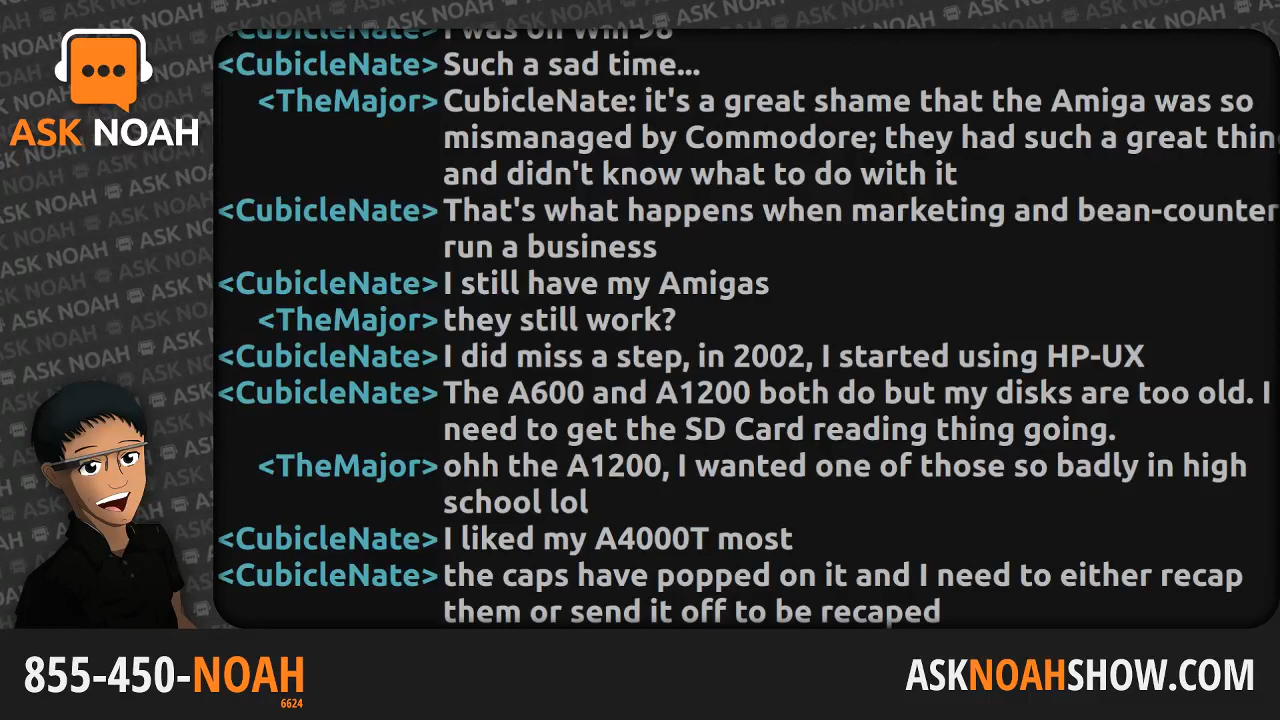 <CubicleNate> I was on Win 98
<CubicleNate> Such a sad time...
<TheMajor> CubicleNate: it's a great shame that the Amiga was so
mismanaged by Commodore; they had such a great thin
and didn't know what to do with it
<CubicleNate> That's what happens when marketing and bean-counter
run a business
<CubicleNate> I still have my Amigas
<TheMajor> they still work?
<CubicleNate> I did miss a step, in 2002, I started using HP-UX
<CubicleNate> The A600 and A1200 both do but my disks are too old. I
need to get the SD Card reading thing going.
<TheMajor> ohh the A1200, I wanted one of those so badly in high
school lol
<CubicleNate> I liked my A4000T most
<CubicleNate> the caps have popped on it and I need to either recap
them or send it off to be recaped
ASK NOAH
855-450-NOAH
6624
ASKNOAHSHOW.COM